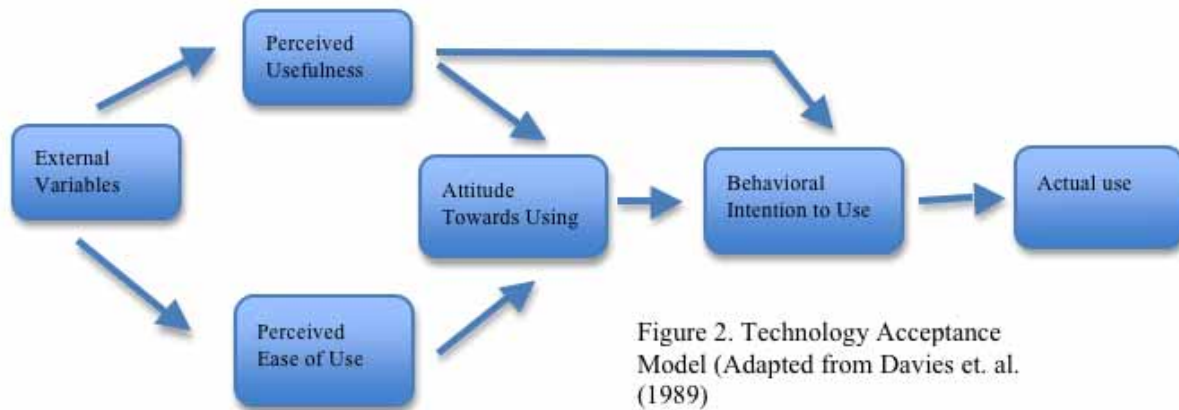 Perceived
Usefulness
External
Variables
Attitude
Towards Using
Behavioral
Intention to Use
Actual use
Perceived
Ease of Use
Figure 2. Technology Acceptance
Model (Adapted from Davies et. al.
(1989)